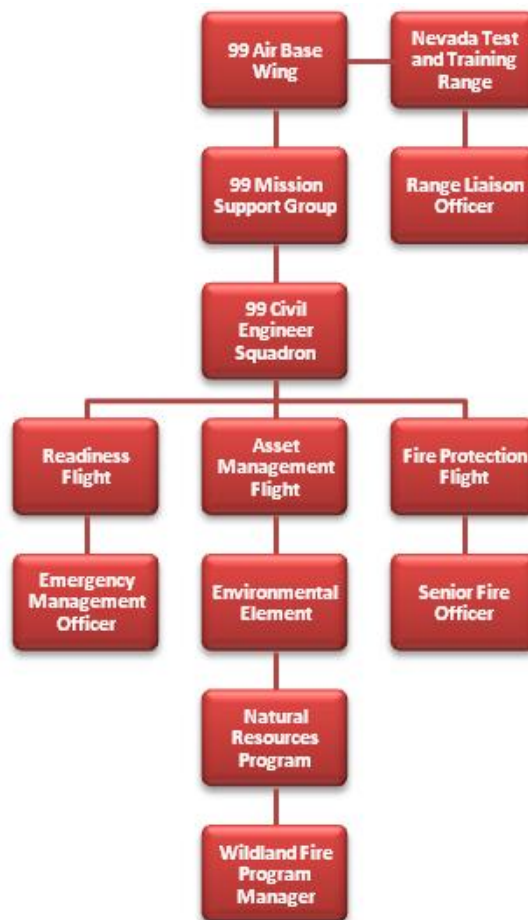 99 Air Base
Wing
Nevada Test
and Training
Range
99 Mission
Support Group
Range Liaison
Officer
99 Civil
Engineer
Squadron
Readiness
Flight
Asset
Management
Flight
Fire Protection
Flight
Emergency
Management
Officer
Environmental
Element
Senior Fire
Officer
Natural
Resources
Program
Wildland Fire
Program
Manager